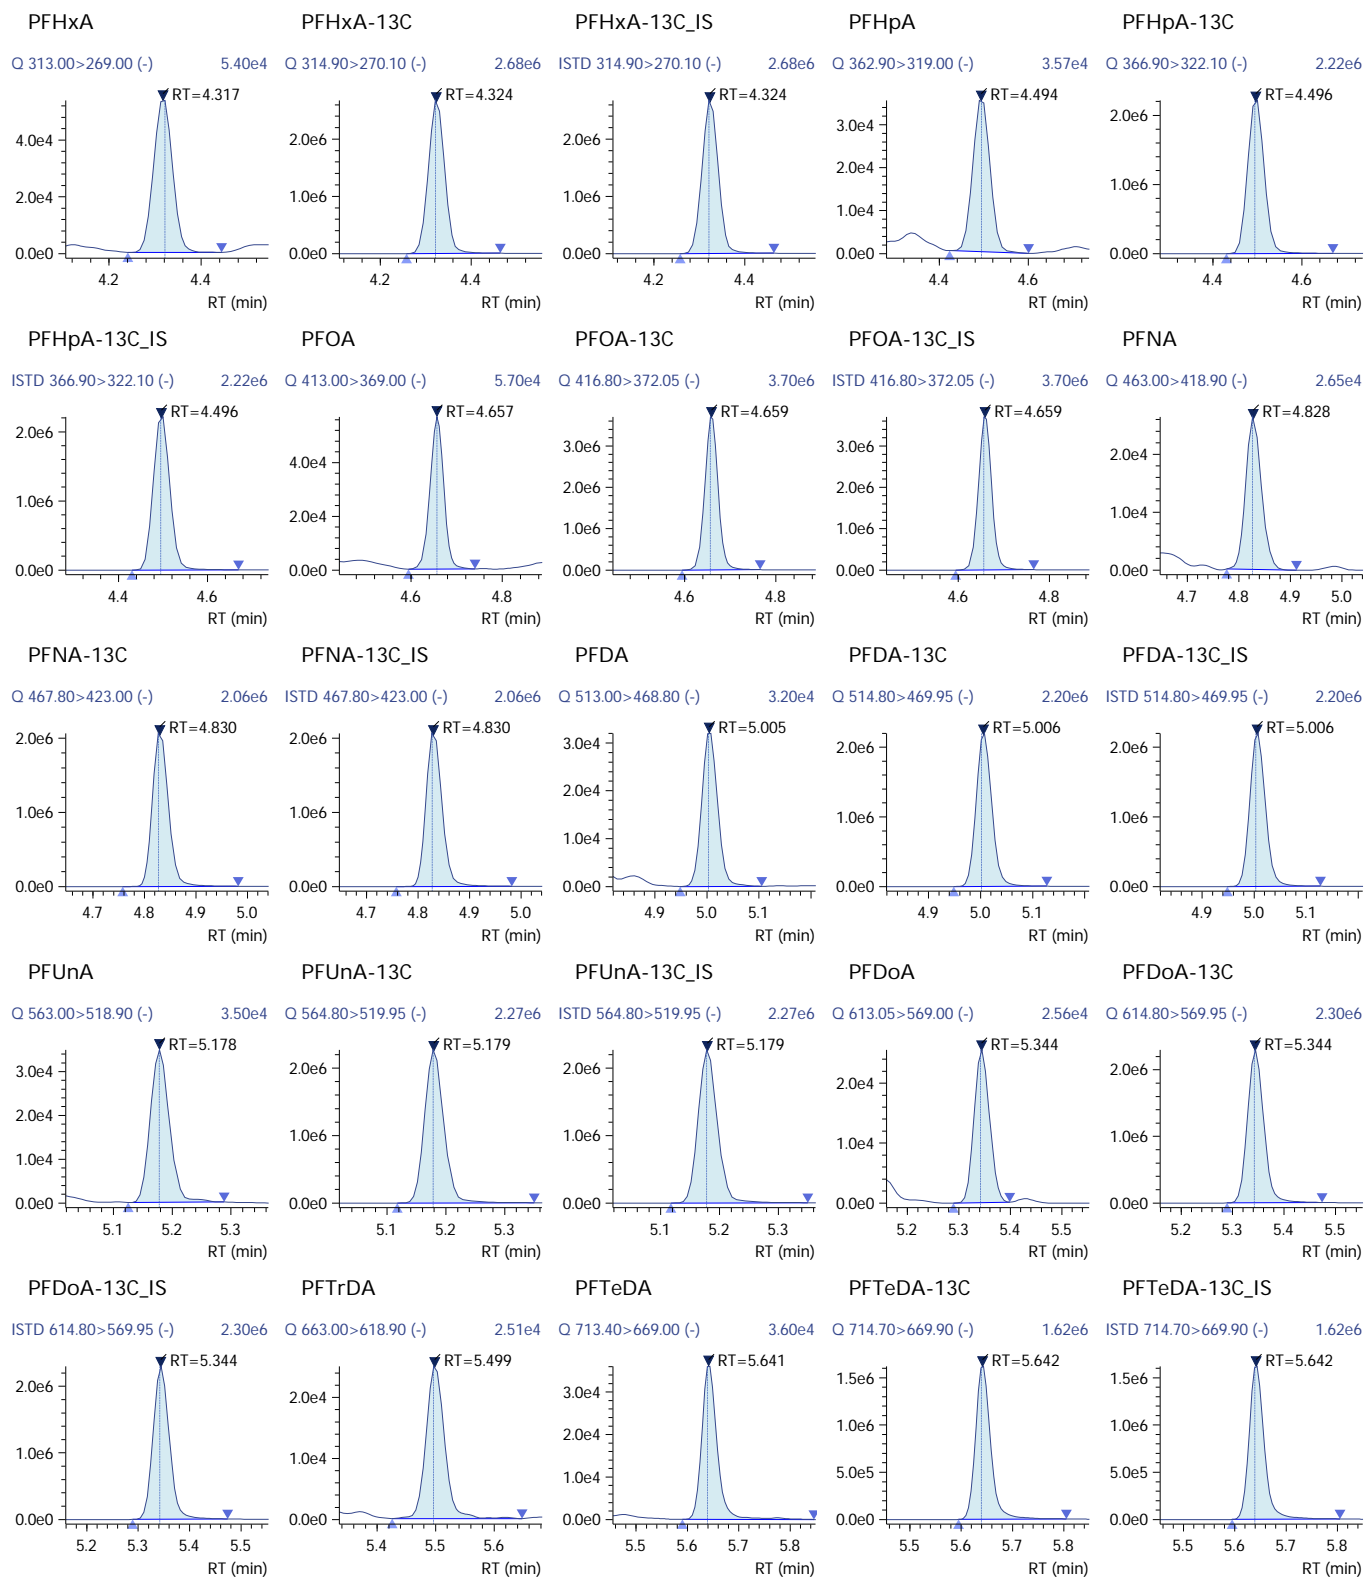 PFHxA PFHxA-13C PFHxA-13C_IS PFHpA PFHpA-13C
Q 313.00>269.00 (-) 5.40e4 Q 314.90>270.10 (-) 2.68e6 ISTD 314.90>270.10 (-) 2.68e6 Q 362.90>319.00 (-) 3.57e4 Q 366.90>322.10 (-) 2.22e6
RT=4.317 RT=4.324 RT=4.324 RT=4.494 RT=4.496
4.0e4 2.0e4 0.0e0 2.0e6 1.0e6 0.0e0 2.0e6 1.0e6 0.0e0 3.0e4 2.0e4 1.0e4 0.0e0 2.0e6 1.0e6 0.0e0
4.2 4.4 4.2 4.4 4.2 4.4 4.4 4.6 4.4 4.6
RT (min) RT (min) RT (min) RT (min) RT (min)
PFHpA-13C_IS PFOA PFOA-13C PFOA-13C_IS PFNA
ISTD 366.90>322.10 (-) 2.22e6 Q 413.00>369.00 (-) 5.70e4 Q 416.80>372.05 (-) 3.70e6 ISTD 416.80>372.05 (-) 3.70e6 Q 463.00>418.90 (-) 2.65e4
RT=4.496 RT=4.657 RT=4.659 RT=4.659 RT=4.828
2.0e6 1.0e6 0.0e0 4.0e4 2.0e4 0.0e0 3.0e6 2.0e6 1.0e6 0.0e0 3.0e6 2.0e6 1.0e6 0.0e0 2.0e4 1.0e4 0.0e0
4.4 4.6 4.6 4.8 4.6 4.8 4.6 4.8 4.7 4.8 4.9 5.0
RT (min) RT (min) RT (min) RT (min) RT (min)
PFNA-13C PFNA-13C_IS PFDA PFDA-13C PFDA-13C_IS
Q 467.80>423.00 (-) 2.06e6 ISTD 467.80>423.00 (-) 2.06e6 Q 513.00>468.80 (-) 3.20e4 Q 514.80>469.95 (-) 2.20e6 ISTD 514.80>469.95 (-) 2.20e6
RT=4.830 RT=4.830 RT=5.005 RT=5.006 RT=5.006
2.0e6 1.0e6 0.0e0 2.0e6 1.0e6 0.0e0 3.0e4 2.0e4 1.0e4 0.0e0 2.0e6 1.0e6 0.0e0 2.0e6 1.0e6 0.0e0
4.7 4.8 4.9 5.0 4.7 4.8 4.9 5.0 4.9 5.0 5.1 4.9 5.0 5.1 4.9 5.0 5.1
RT (min) RT (min) RT (min) RT (min) RT (min)
PFUnA PFUnA-13C PFUnA-13C_IS PFDoA PFDoA-13C
Q 563.00>518.90 (-) 3.50e4 Q 564.80>519.95 (-) 2.27e6 ISTD 564.80>519.95 (-) 2.27e6 Q 613.05>569.00 (-) 2.56e4 Q 614.80>569.95 (-) 2.30e6
RT=5.178 RT=5.179 RT=5.179 RT=5.344 RT=5.344
3.0e4 2.0e4 1.0e4 0.0e0 2.0e6 1.0e6 0.0e0 2.0e6 1.0e6 0.0e0 2.0e4 1.0e4 0.0e0 2.0e6 1.0e6 0.0e0
5.1 5.2 5.3 5.1 5.2 5.3 5.1 5.2 5.3 5.2 5.3 5.4 5.5 5.2 5.3 5.4 5.5
RT (min) RT (min) RT (min) RT (min) RT (min)
PFDoA-13C_IS PFTrDA PFTeDA PFTeDA-13C PFTeDA-13C_IS
ISTD 614.80>569.95 (-) 2.30e6 Q 663.00>618.90 (-) 2.51e4 Q 713.40>669.00 (-) 3.60e4 Q 714.70>669.90 (-) 1.62e6 ISTD 714.70>669.90 (-) 1.62e6
RT=5.344 RT=5.499 RT=5.641 RT=5.642 RT=5.642
2.0e6 1.0e6 0.0e0 2.0e4 1.0e4 0.0e0 3.0e4 2.0e4 1.0e4 0.0e0 1.5e6 1.0e6 5.0e5 0.0e0 1.5e6 1.0e6 5.0e5 0.0e0
5.2 5.3 5.4 5.5 5.4 5.5 5.6 5.5 5.6 5.7 5.8 5.5 5.6 5.7 5.8 5.5 5.6 5.7 5.8
RT (min) RT (min) RT (min) RT (min) RT (min)